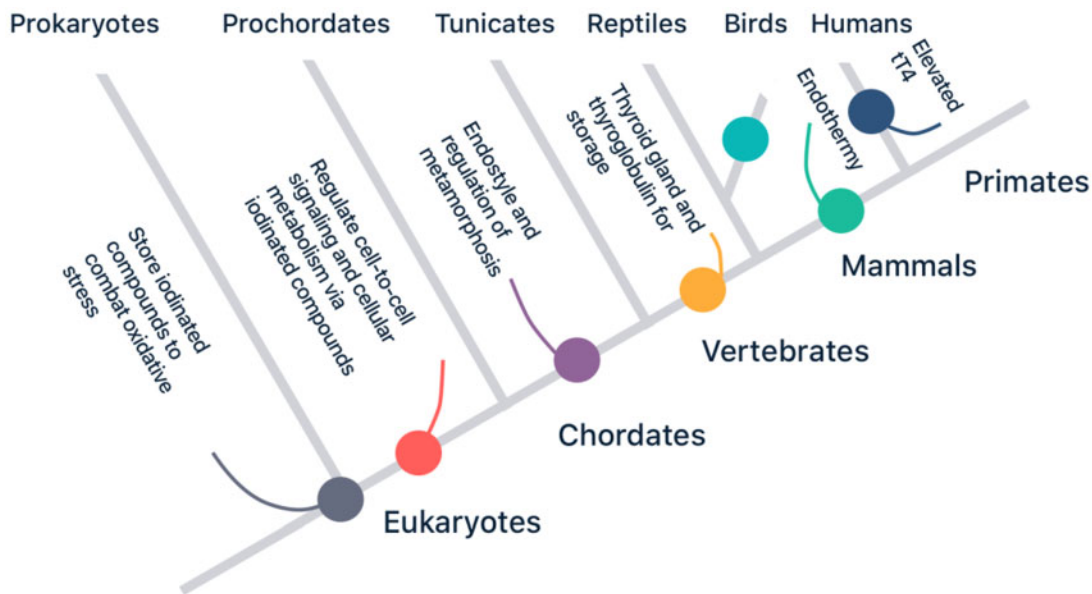 Prokaryotes
Prochordates
Tunicates
Reptiles
Birds
Humans
Store iodinated
compounds to
combat oxidative
stress
Regulate cell-to-cell
signaling and cellular
metabolism via
iodinated compounds
Endostyle and
regulation of
metamorphosis
Thyroid gland and
thyroglobulin for
storage
Endothermy
Elevated
tT4
Primates
Mammals
Vertebrates
Chordates
Eukaryotes